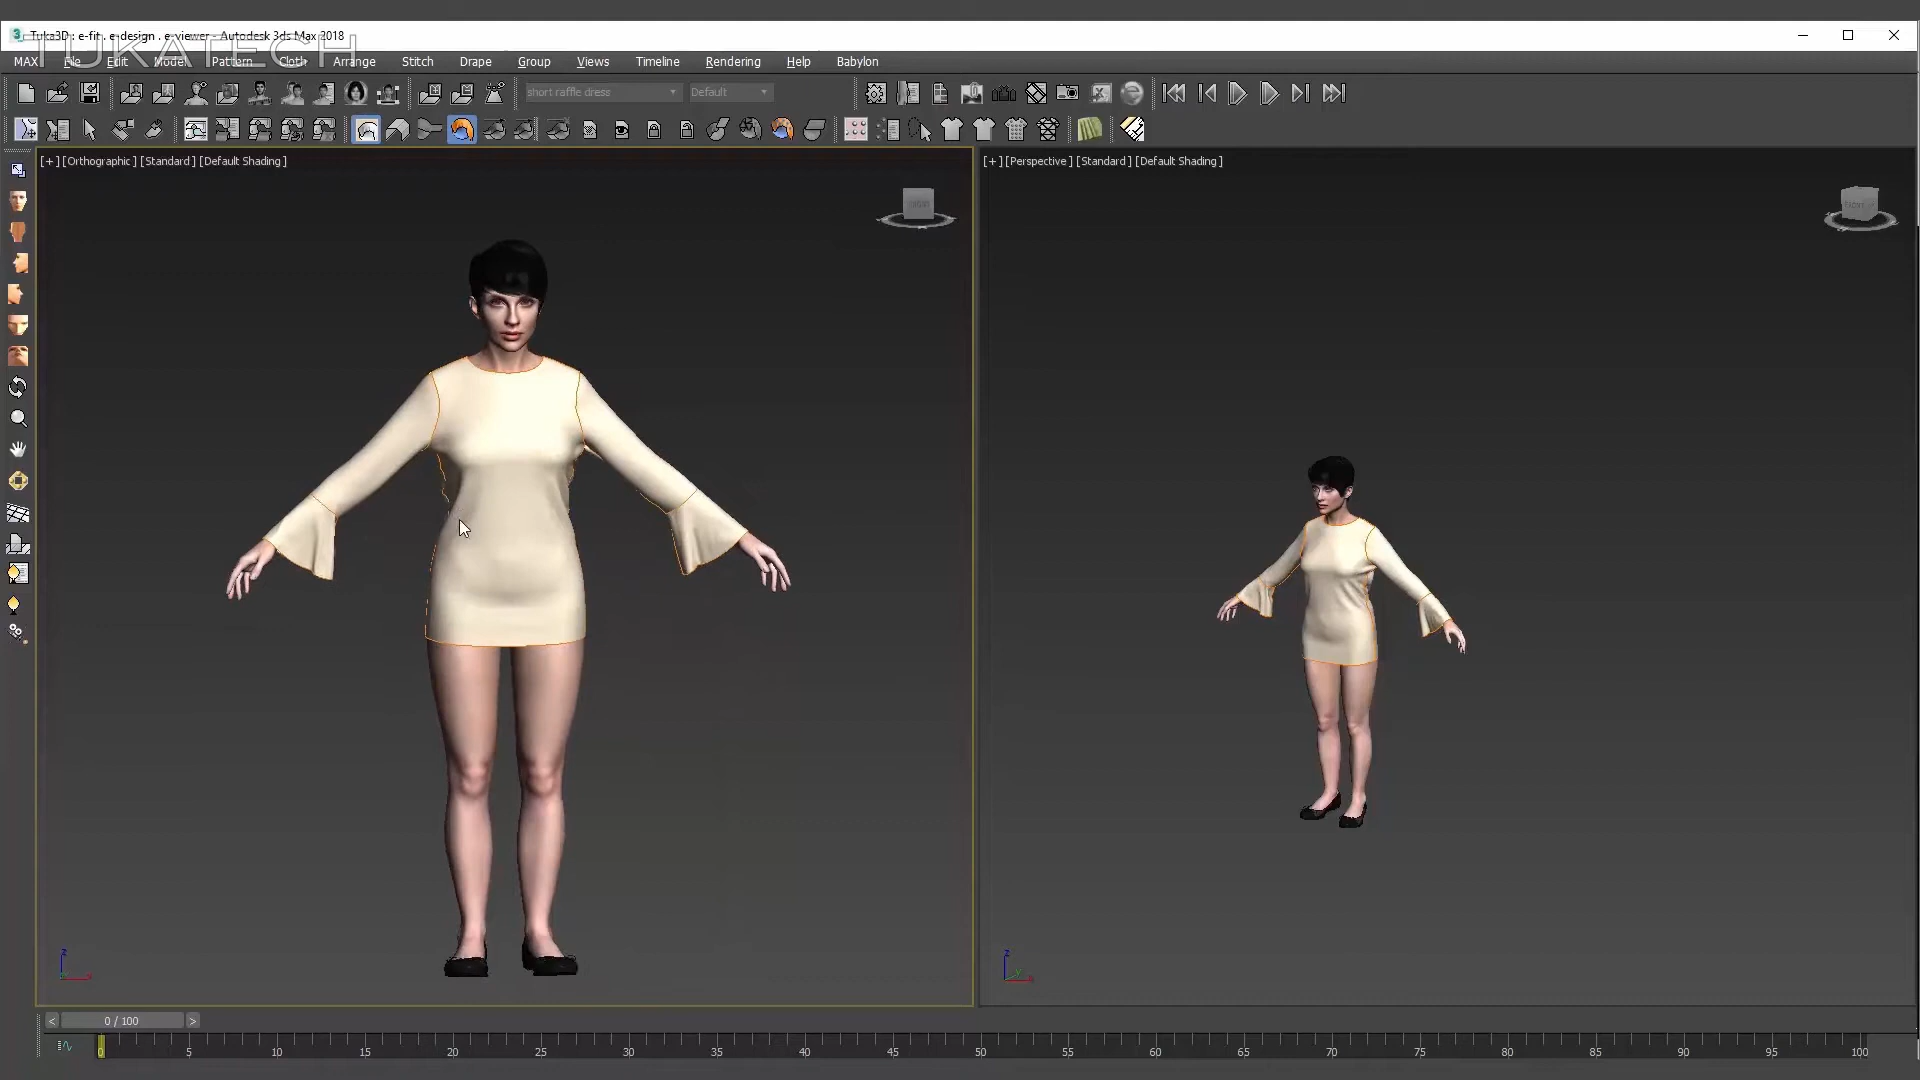 Tuka3D : e-fit . e-design . e-viewer - Autodesk 3ds Max 2018
TUKATECH
MAX File Edit Model Pattern Cloth Arrange Stitch Drape Group Views Timeline Rendering Help Babylon
short raffle dress Default
[+] [Orthographic] [Standard] [Default Shading]
[+] [Perspective] [Standard] [Default Shading]
FRONT
FRONT
z
z
< 0 / 100 >
0 5 10 15 20 25 30 35 40 45 50 55 60 65 70 75 80 85 90 95 100